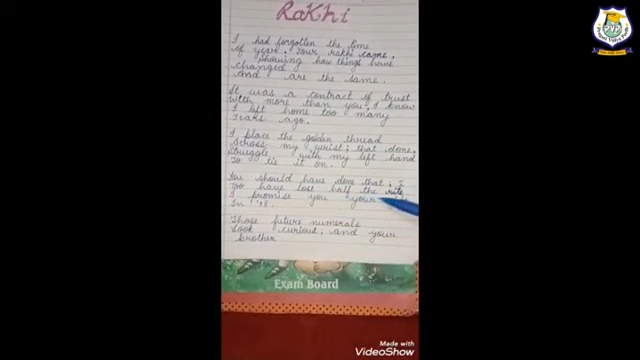 Rakhi
I had forgotten the time
of year. Your rakhi came,
showing how things have
changed
and are the same.
It was a contract of trust
with more than you, I know
I left home too many
years ago.
I place the golden thread
across my wrist; that done,
struggle with my left hand
to tie it on.
You should have done that; I
too have lost half the rite
I promise you your
In '18.
Those future numerals
look curious; and your
brother
Exam Board
Made with
VideoShow